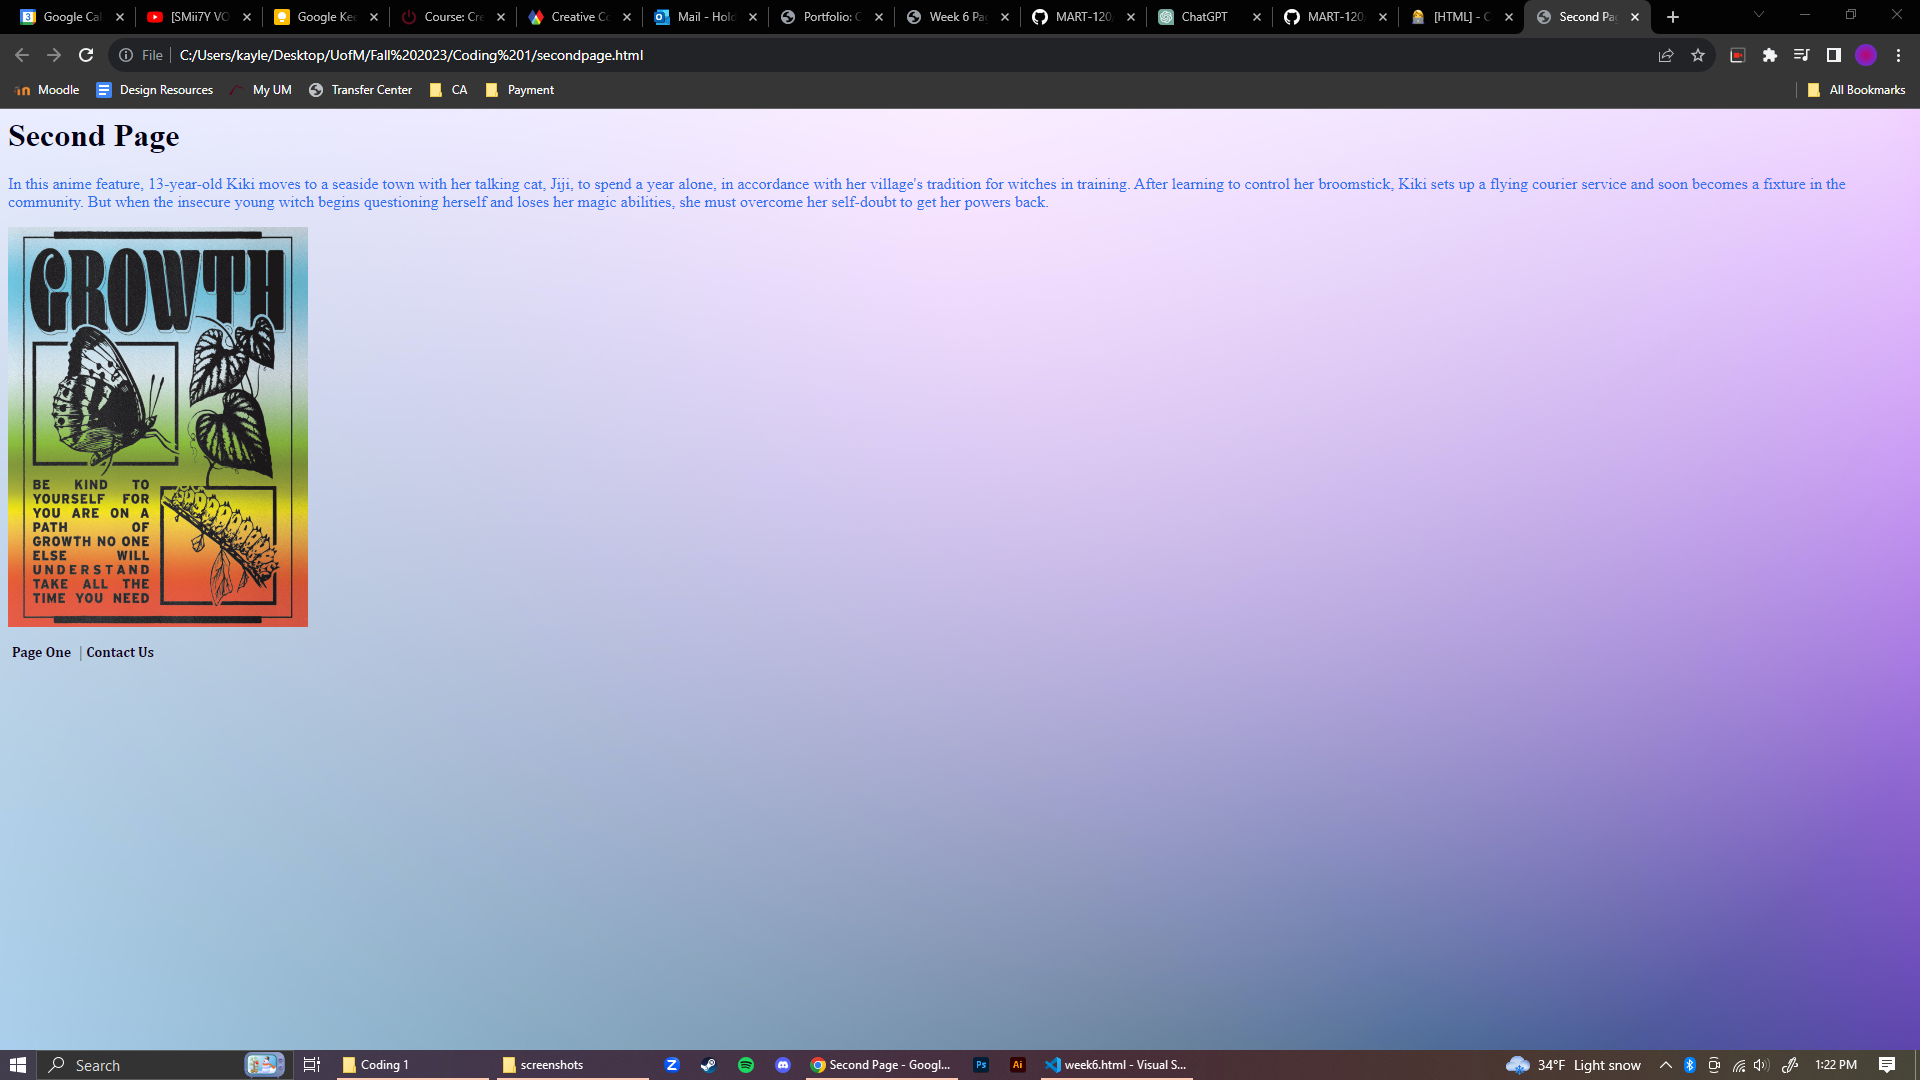 Google Cal
[SMii7Y VO
Google Kee
Course: Cre
Creative Co
Mail - Hold
Portfolio: C
Week 6 Pag
MART-120
ChatGPT
MART-120
[HTML] - C
Second Pag
File
C:/Users/kayle/Desktop/UofM/Fall%202023/Coding%201/secondpage.html
Moodle
Design Resources
My UM
Transfer Center
CA
Payment
All Bookmarks
Second Page
In this anime feature, 13-year-old Kiki moves to a seaside town with her talking cat, Jiji, to spend a year alone, in accordance with her village's tradition for witches in training. After learning to control her broomstick, Kiki sets up a flying courier service and soon becomes a fixture in the
community. But when the insecure young witch begins questioning herself and loses her magic abilities, she must overcome her self-doubt to get her powers back.
GROWTH
BE KIND TO
YOURSELF FOR
YOU ARE ON A
PATH OF
GROWTH NO ONE
ELSE WILL
UNDERSTAND
TAKE ALL THE
TIME YOU NEED
Page One | Contact Us
Search
Coding 1
screenshots
Second Page - Googl...
Ps
Ai
week6.html - Visual S...
34°F Light snow
1:22 PM